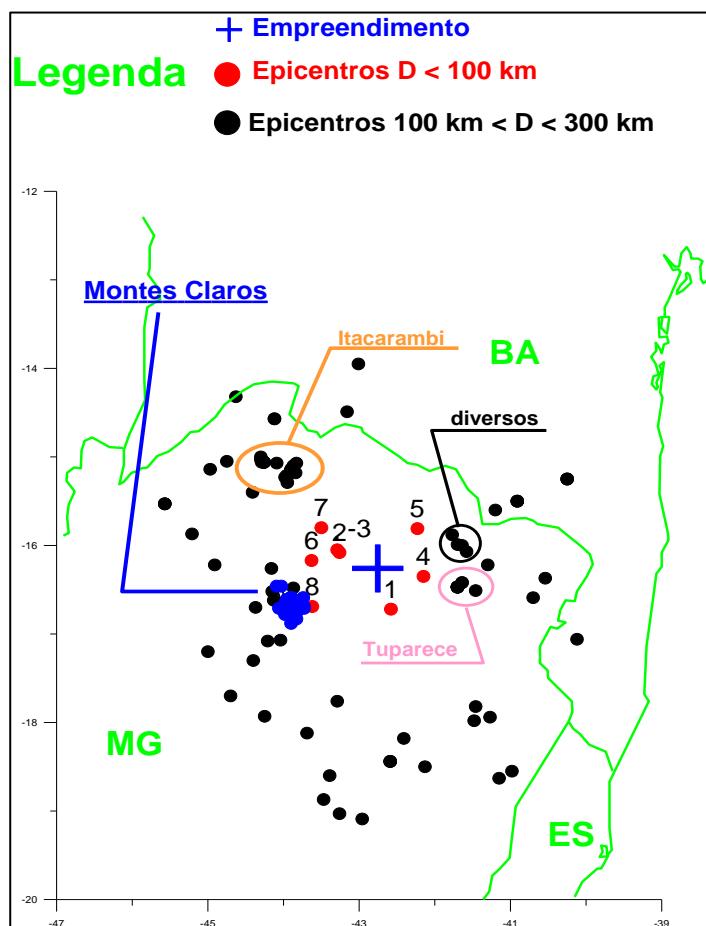 Empreendimento
Legenda
Epicentros D < 100 km
Epicentros 100 km < D < 300 km
-12
Montes Claros
Itacarambi
BA
-14
diversos
7
5
2-3
-16
6
4
8
1
Tuparece
-18
MG
ES
-20
-47
-45
-43
-41
-39